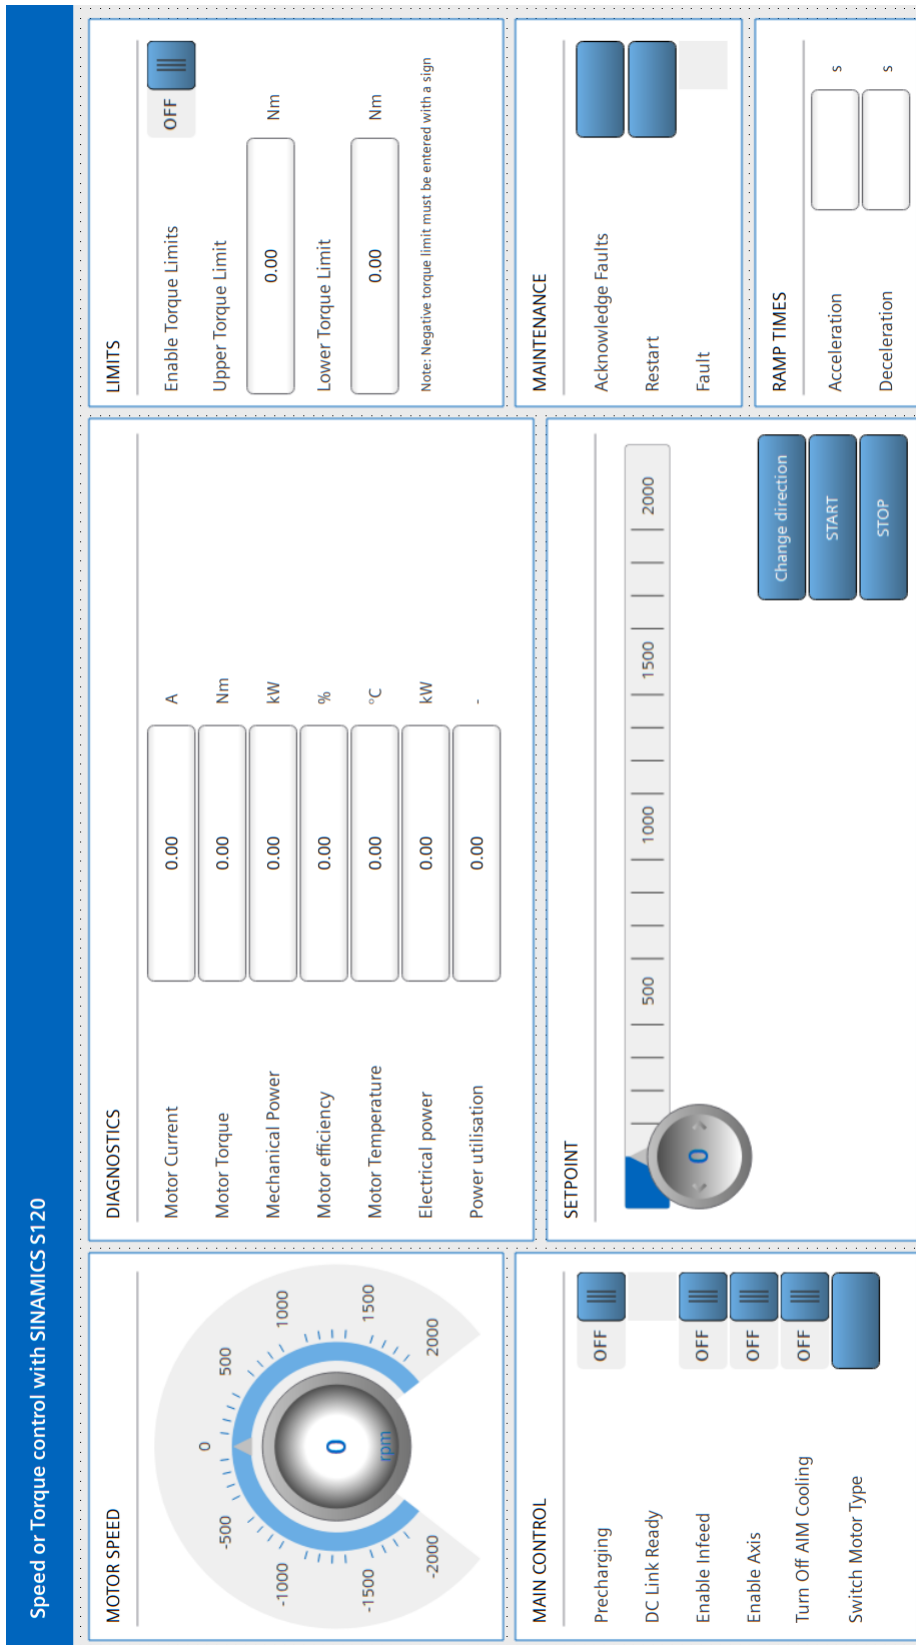 Speed or Torque control with SINAMICS S120
MOTOR SPEED
-2000
-1500
-1000
-500
0
500
1000
1500
2000
0
rpm
DIAGNOSTICS
Motor Current 0.00 A
Motor Torque 0.00 Nm
Mechanical Power 0.00 kW
Motor efficiency 0.00 %
Motor Temperature 0.00 °C
Electrical power 0.00 kW
Power utilisation 0.00 -
LIMITS
Enable Torque Limits OFF
Upper Torque Limit
0.00 Nm
Lower Torque Limit
0.00 Nm
Note: Negative torque limit must be entered with a sign
MAIN CONTROL
Precharging OFF
DC Link Ready
Enable Infeed OFF
Enable Axis OFF
Turn Off AIM Cooling OFF
Switch Motor Type
SETPOINT
500 1000 1500 2000
0
Change direction
START
STOP
MAINTENANCE
Acknowledge Faults
Restart
Fault
RAMP TIMES
Acceleration s
Deceleration s